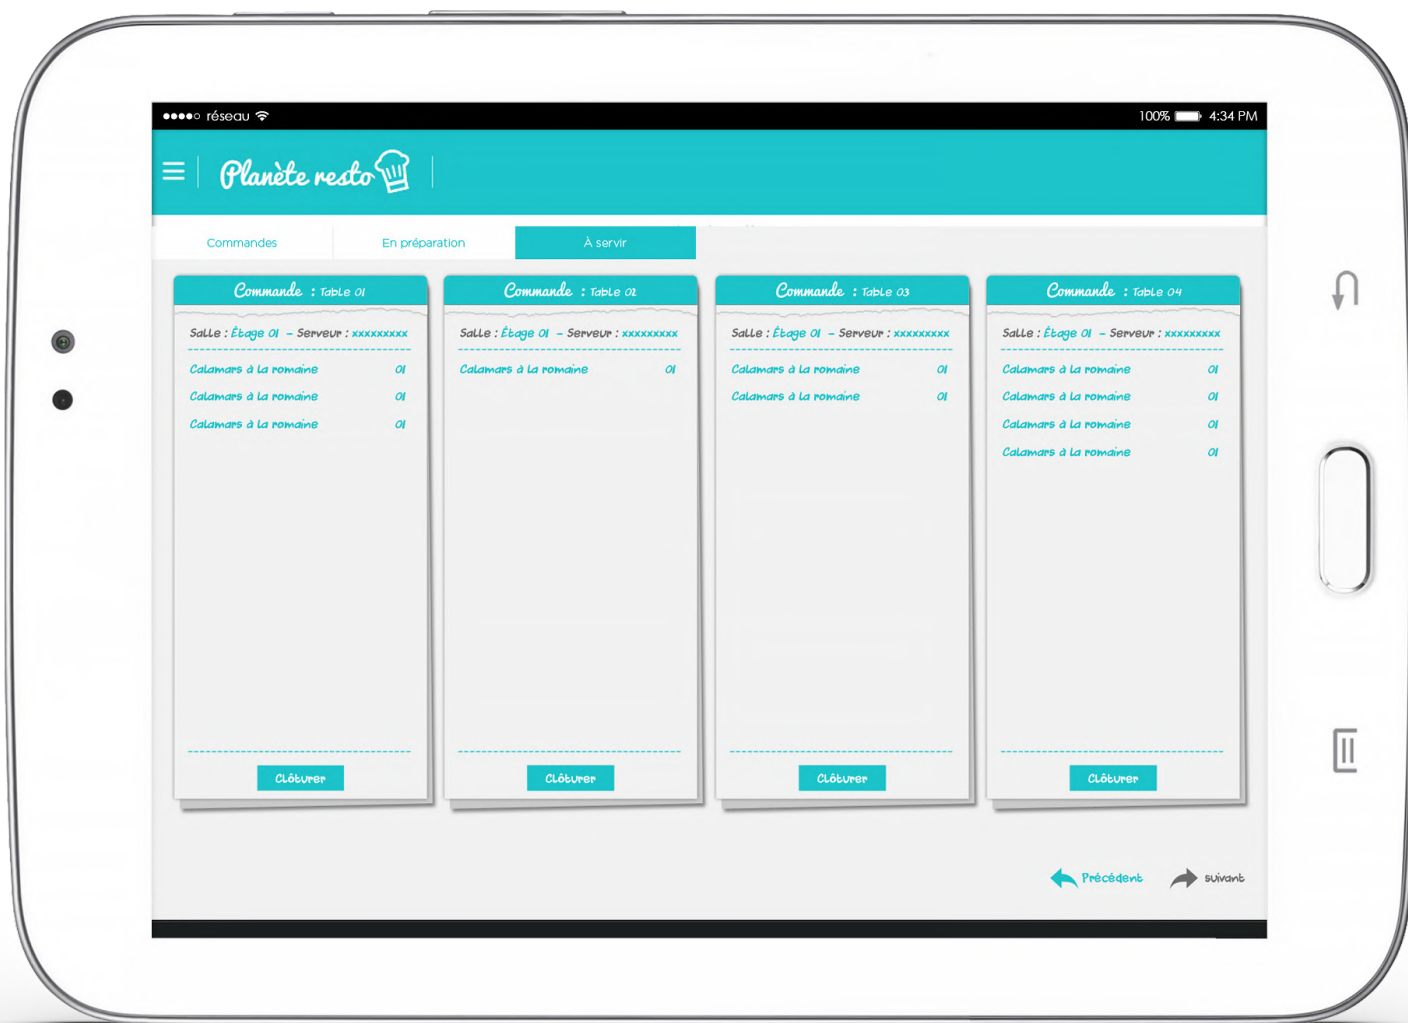 réseau 100% 4:34 PM
Planète resto
Commandes En préparation À servir
Commande : Table 01
Salle : Étage 01 - Serveur : xxxxxxxxx
Calamars à la romaine 01
Calamars à la romaine 01
Calamars à la romaine 01
Clôturer
Commande : Table 02
Salle : Étage 01 - Serveur : xxxxxxxxx
Calamars à la romaine 01
Clôturer
Commande : Table 03
Salle : Étage 01 - Serveur : xxxxxxxxx
Calamars à la romaine 01
Calamars à la romaine 01
Clôturer
Commande : Table 04
Salle : Étage 01 - Serveur : xxxxxxxxx
Calamars à la romaine 01
Calamars à la romaine 01
Calamars à la romaine 01
Calamars à la romaine 01
Clôturer
Précédent suivant